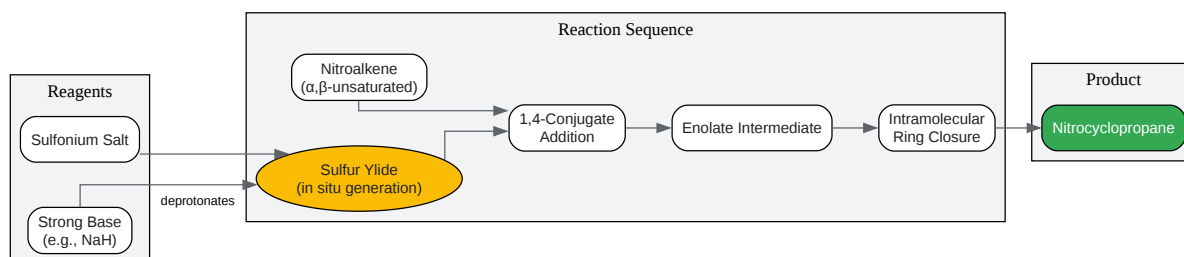 Reagents
Sulfonium Salt
Strong Base
(e.g., NaH)
deprotonates
Reaction Sequence
Nitroalkene
(α,β-unsaturated)
Sulfur Ylide
(in situ generation)
1,4-Conjugate
Addition
Enolate Intermediate
Intramolecular
Ring Closure
Product
Nitrocyclopropane